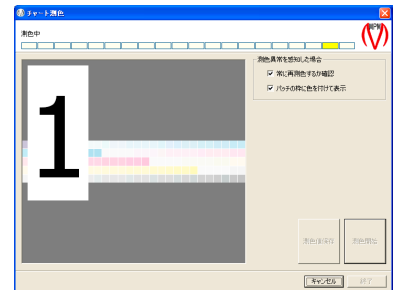 チャート測色
測色中
測色異常を感知した場合
常に再測色するか確認
パッチの枠に色を付けて表示
1
測色値保存
測色開始
キャンセル
終了